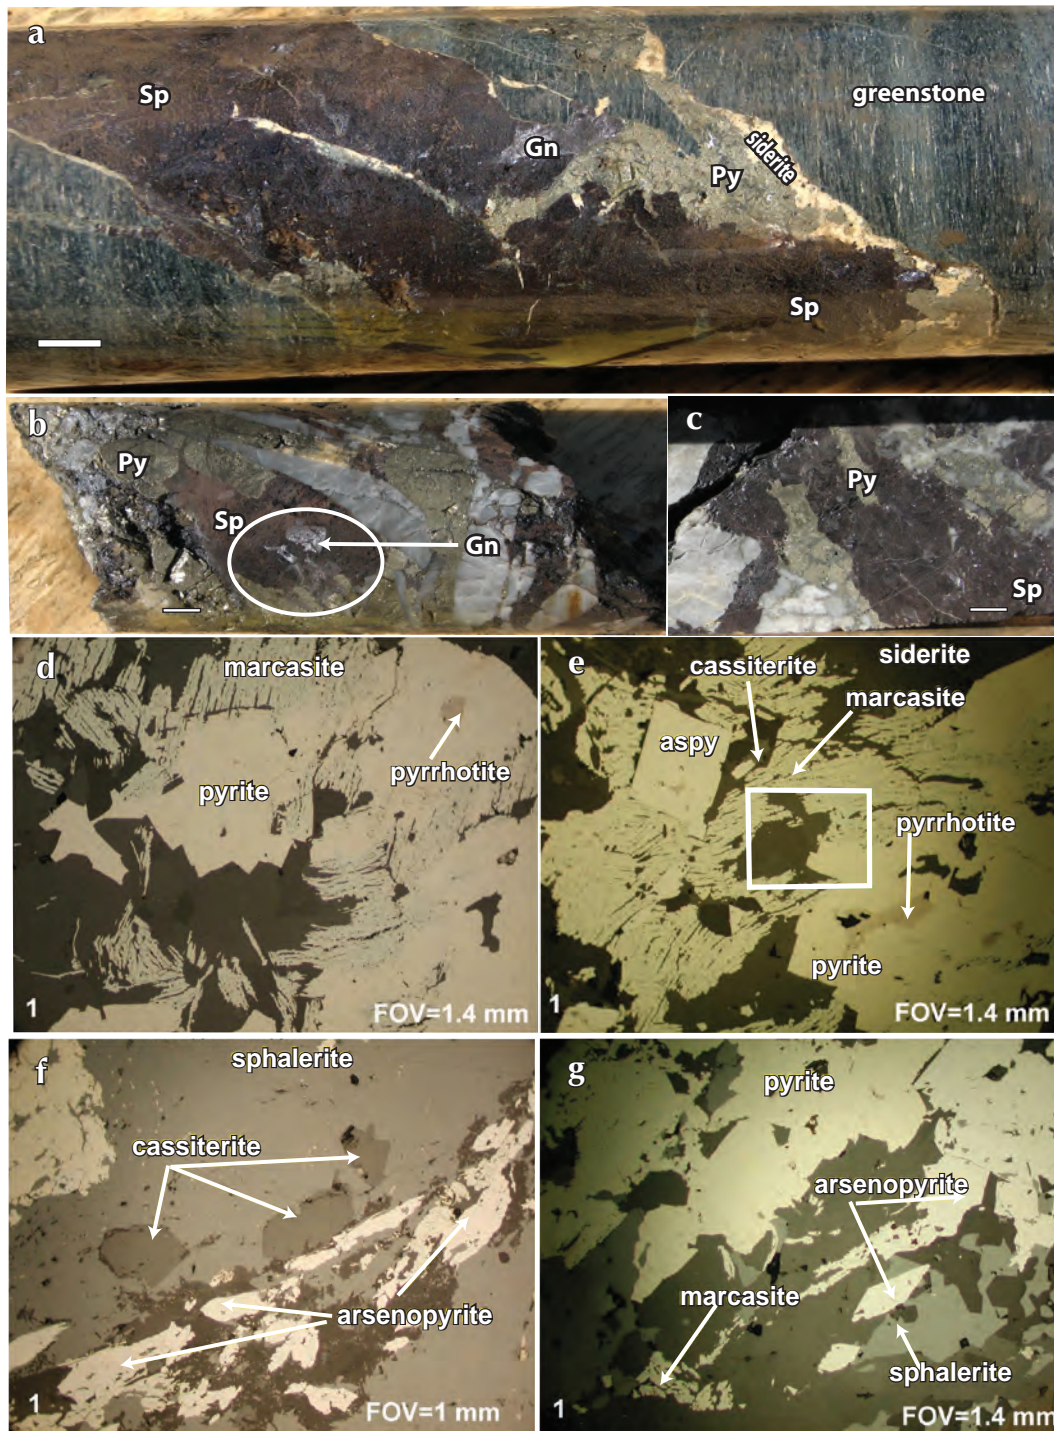 a
Sp
greenstone
Gn
siderite
Py
Sp
b
Py
Sp
Gn
c
Py
Sp
d
marcasite
pyrrhotite
pyrite
1
FOV=1.4 mm
e
siderite
cassiterite
marcasite
aspy
pyrrhotite
pyrite
1
FOV=1.4 mm
f
sphalerite
cassiterite
arsenopyrite
1
FOV=1 mm
g
pyrite
arsenopyrite
marcasite
sphalerite
1
FOV=1.4 mm